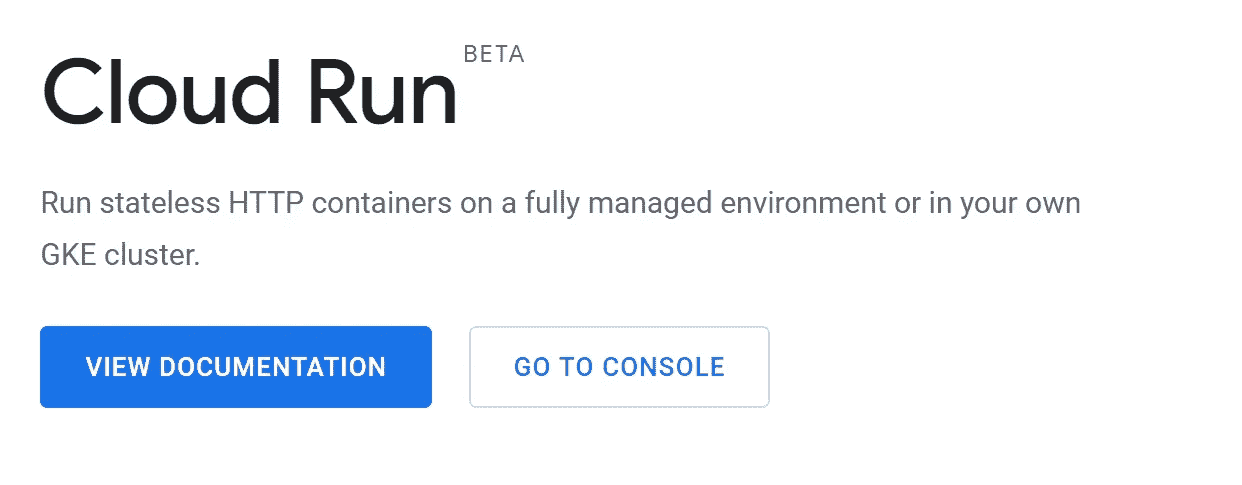 Cloud Run BETA
Run stateless HTTP containers on a fully managed environment or in your own
GKE cluster.
VIEW DOCUMENTATION GO TO CONSOLE